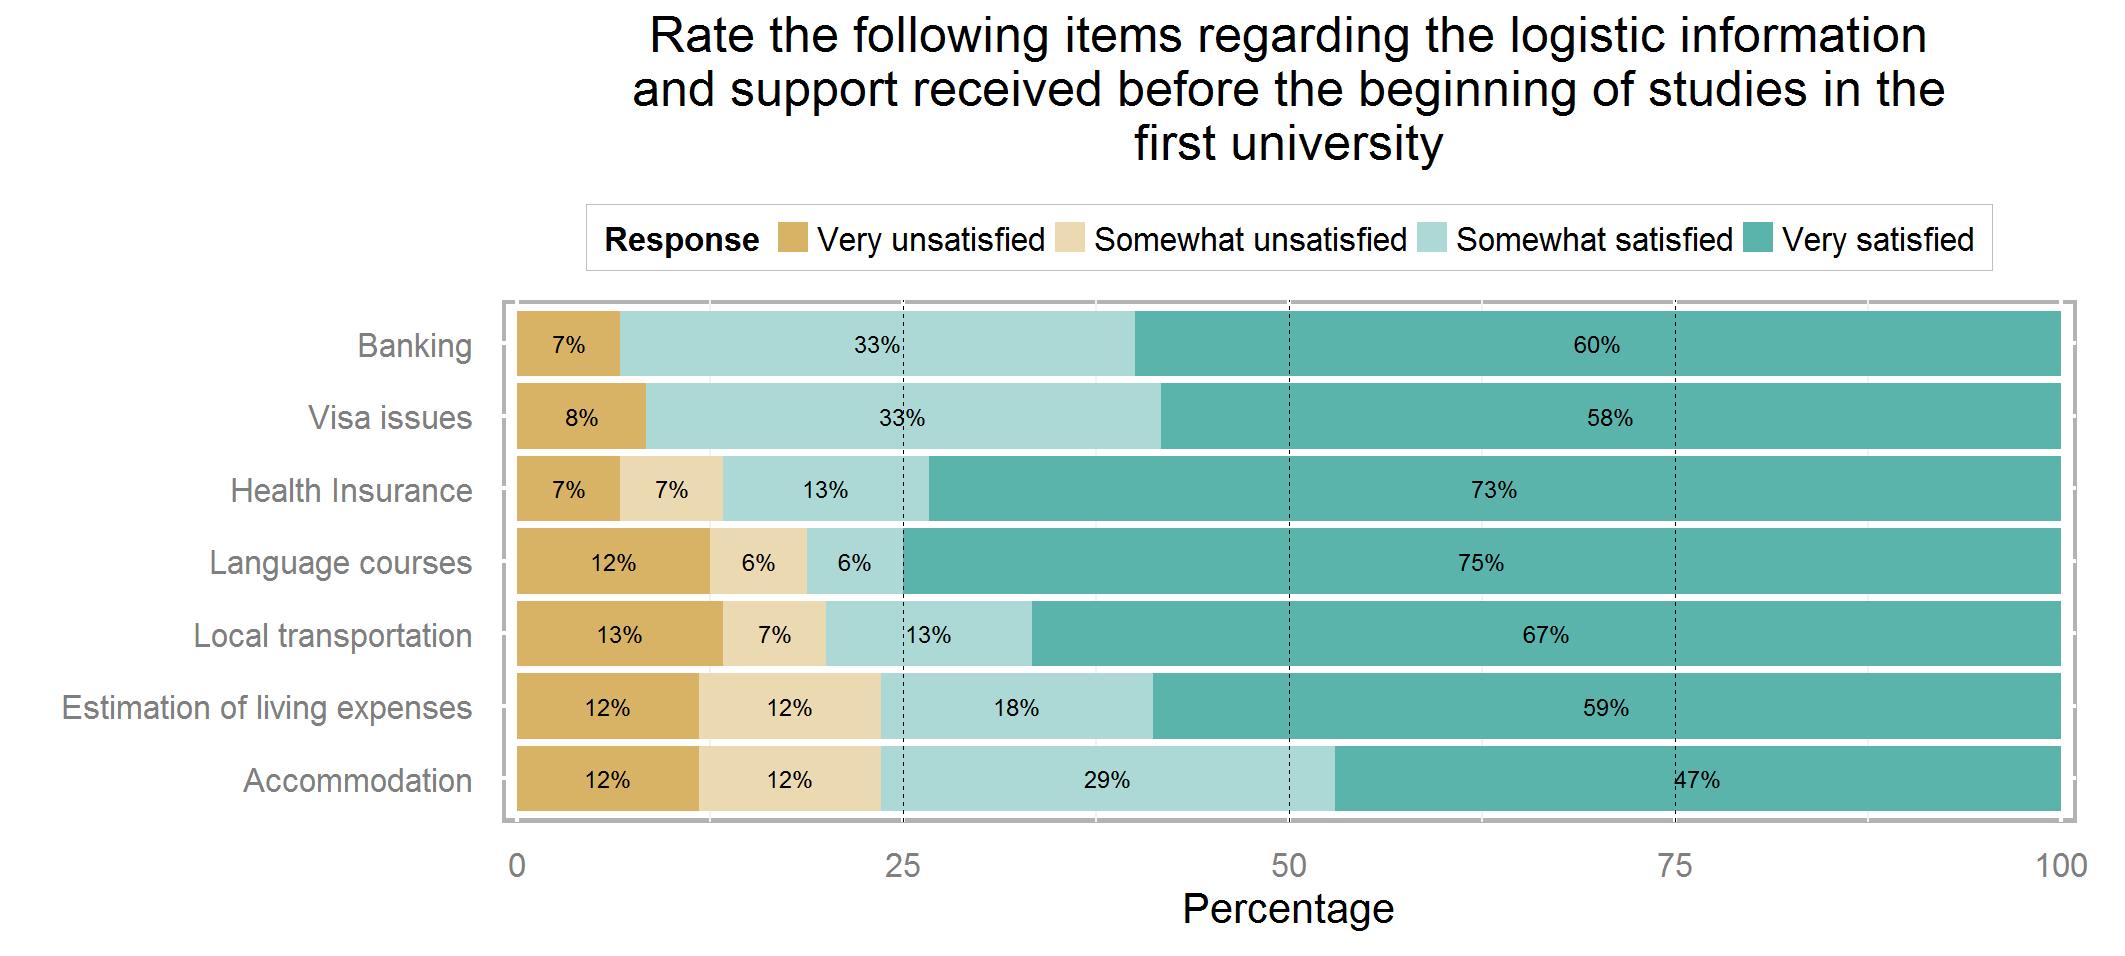 Rate the following items regarding the logistic information
and support received before the beginning of studies in the
first university
Response Very unsatisfied Somewhat unsatisfied Somewhat satisfied Very satisfied
Banking 7% 33% 60%
Visa issues 8% 33% 58%
Health Insurance 7% 7% 13% 73%
Language courses 12% 6% 6% 75%
Local transportation 13% 7% 13% 67%
Estimation of living expenses 12% 12% 18% 59%
Accommodation 12% 12% 29% 47%
0 25 50 75 100
Percentage